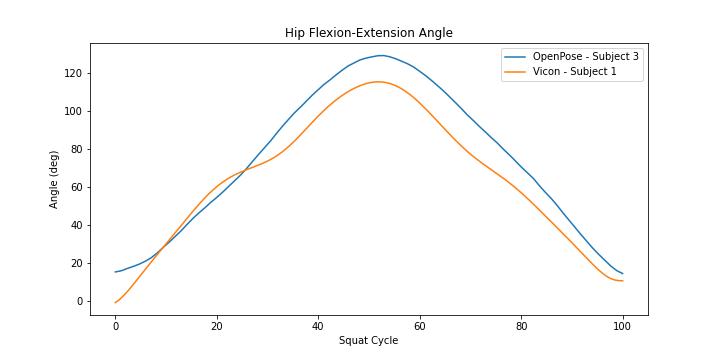 Hip Flexion-Extension Angle
OpenPose - Subject 3
Vicon - Subject 1
Angle (deg)
120
100
80
60
40
20
0
0 20 40 60 80 100
Squat Cycle